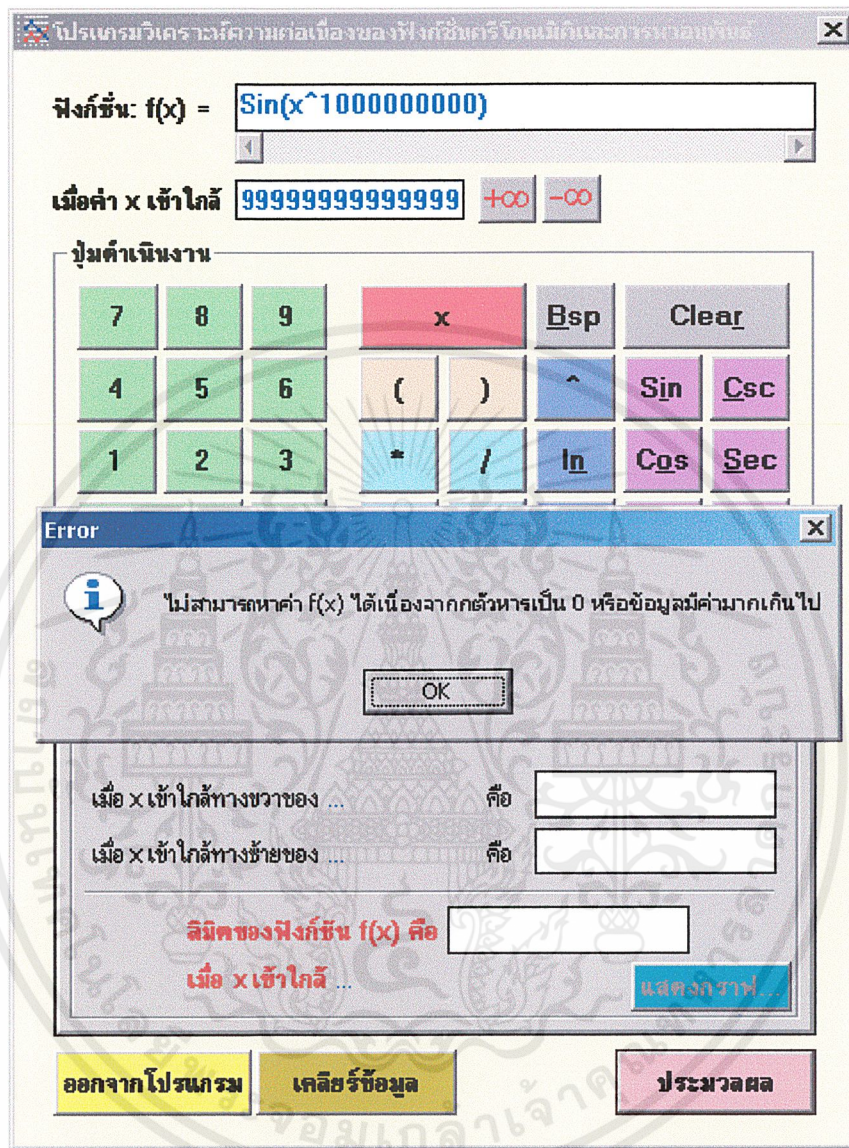 โปรแกรมวิเคราะห์ความต่อเนื่องของฟังก์ชันตรีโกณมิติและการหาอนุพันธ์
ฟังก์ชั่น: f(x) = Sin(x^1000000000)
เมื่อค่า x เข้าใกล้ 99999999999999 +∞ -∞
ปุ่มดำเนินงาน
7 8 9 x Bsp Clear
4 5 6 ( ) ^ Sin Csc
1 2 3 * / ln Cos Sec
Error
ไม่สามารถหาค่า f(x) ได้เนื่องจากกตัวหารเป็น 0 หรือข้อมูลมีค่ามากเกินไป
OK
เมื่อ x เข้าใกล้ทางขวาของ ... คือ
เมื่อ x เข้าใกล้ทางซ้ายของ ... คือ
ลิมิตของฟังก์ชัน f(x) คือ
เมื่อ x เข้าใกล้ ...
แสดงกราฟ...
ออกจากโปรแกรม เคลียร์ข้อมูล ประมวลผล